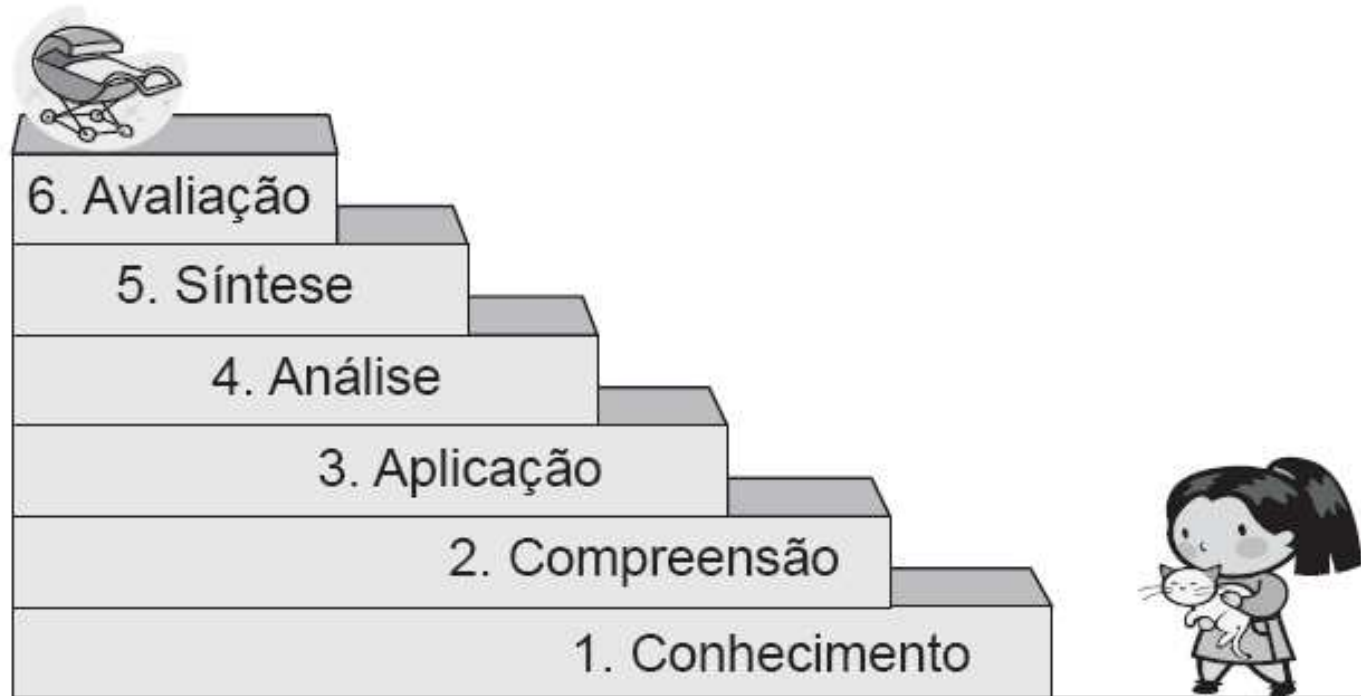 6. Avaliação
5. Síntese
4. Análise
3. Aplicação
2. Compreensão
1. Conhecimento